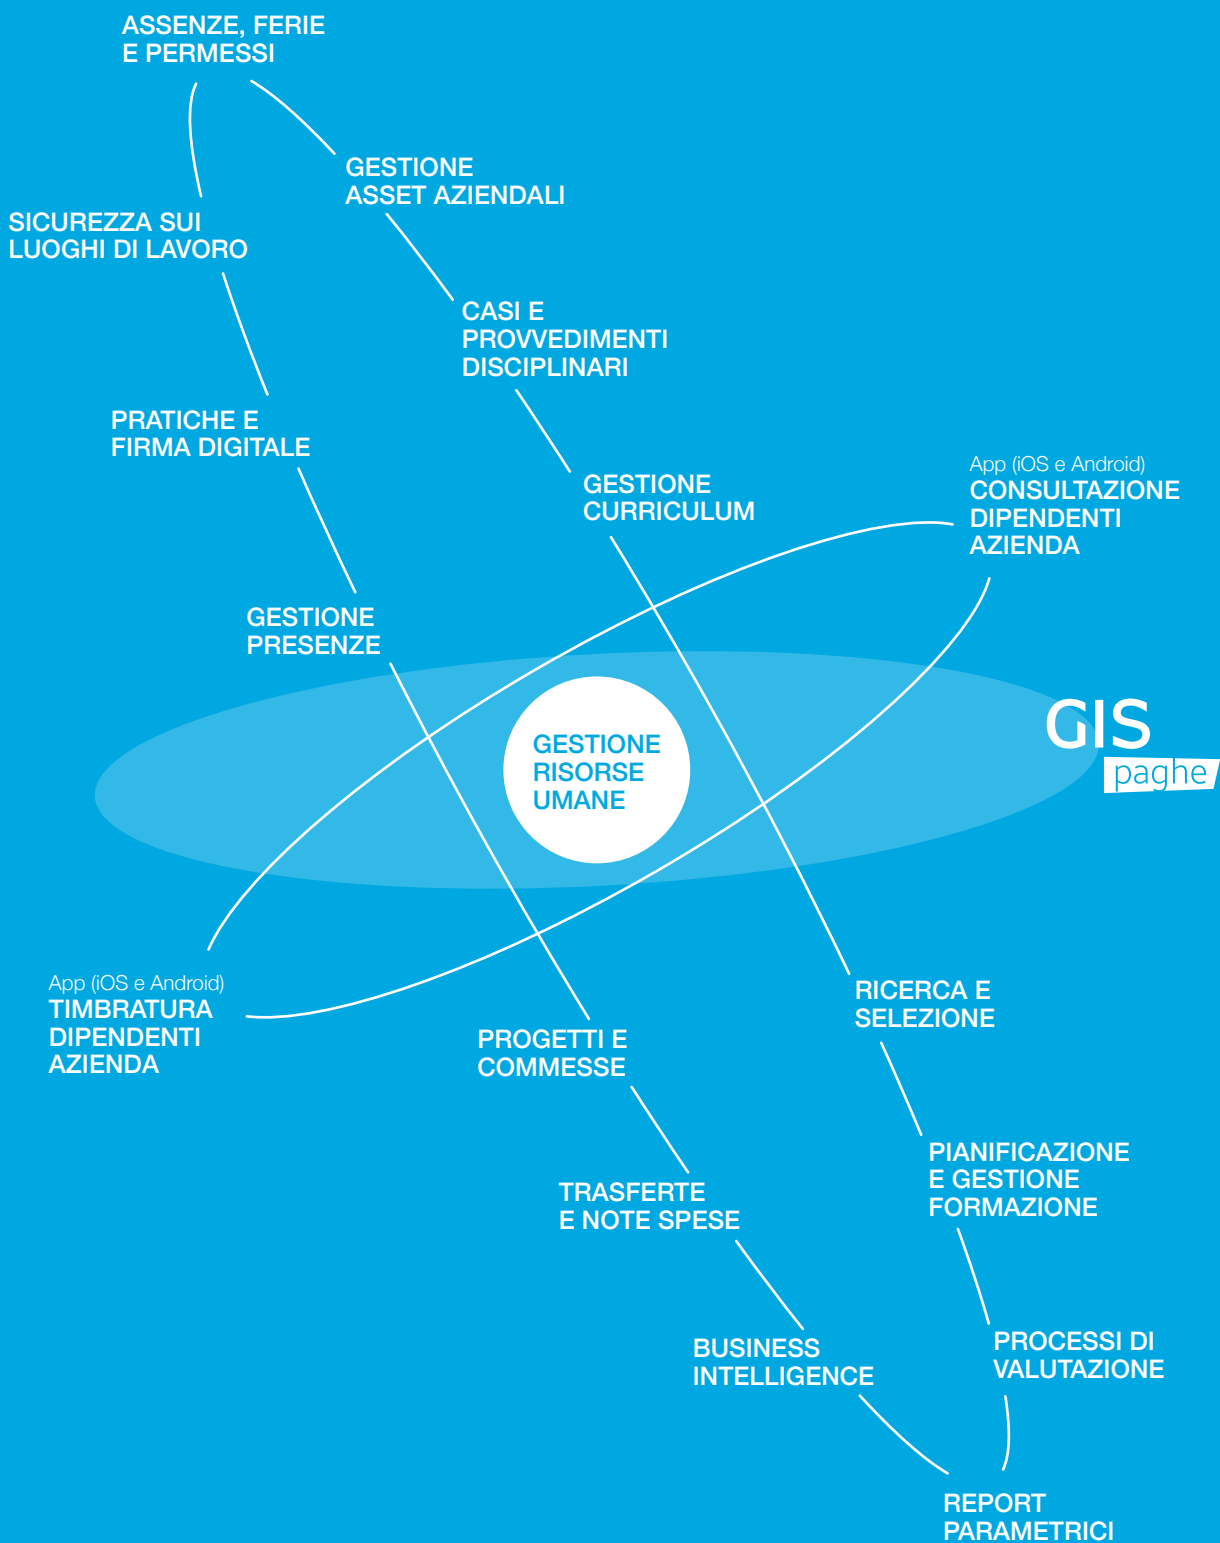 ASSENZE, FERIE
E PERMESSI
GESTIONE
ASSET AZIENDALI
SICUREZZA SUI
LUOGHI DI LAVORO
CASI E
PROVVEDIMENTI
DISCIPLINARI
PRATICHE E
FIRMA DIGITALE
GESTIONE
CURRICULUM
App (iOS e Android)
CONSULTAZIONE
DIPENDENTI
AZIENDA
GESTIONE
PRESENZE
GESTIONE
RISORSE
UMANE
GIS
paghe
App (iOS e Android)
TIMBRATURA
DIPENDENTI
AZIENDA
RICERCA E
SELEZIONE
PROGETTI E
COMMESSE
PIANIFICAZIONE
E GESTIONE
FORMAZIONE
TRASFERTE
E NOTE SPESE
PROCESSI DI
VALUTAZIONE
BUSINESS
INTELLIGENCE
REPORT
PARAMETRICI